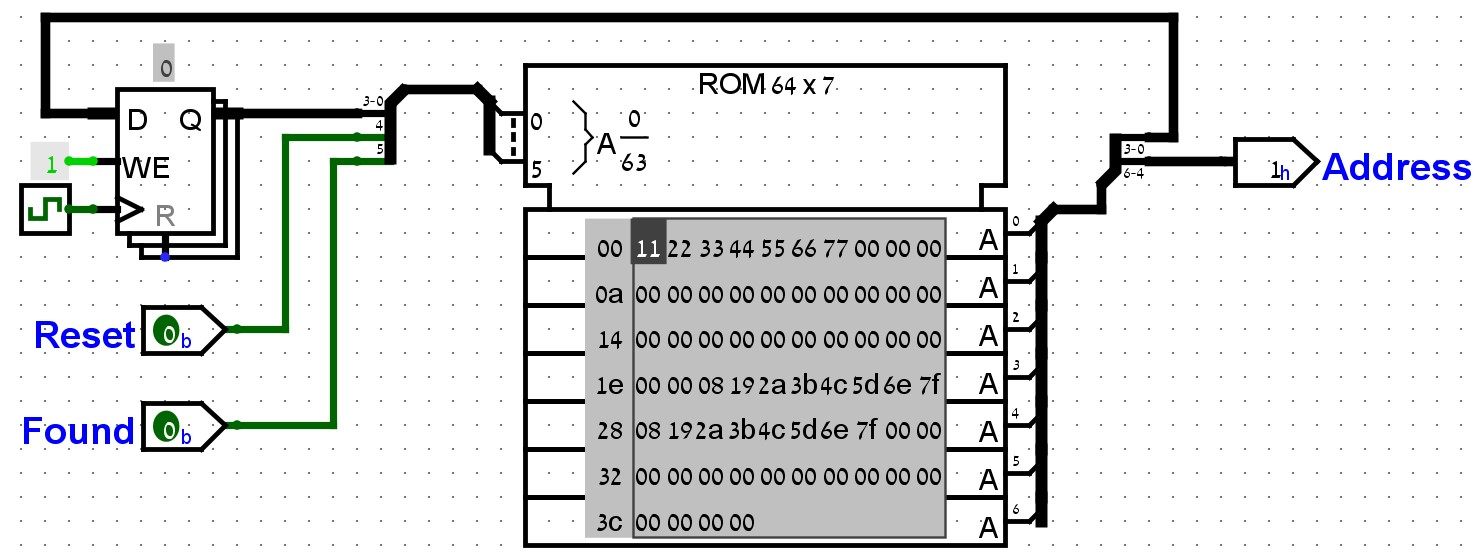 0
ROM 64 x 7
D Q
3-0
4
5
0
5
A
0
63
1
WE
R
3-0
6-4
1h
Address
Reset
0b
Found
0b
00 11 22 33 44 55 66 77 00 00 00
0a 00 00 00 00 00 00 00 00 00 00
14 00 00 00 00 00 00 00 00 00 00
1e 00 00 08 19 2a 3b 4c 5d 6e 7f
28 08 19 2a 3b 4c 5d 6e 7f 00 00
32 00 00 00 00 00 00 00 00 00 00
3c 00 00 00 00
A 0
A 1
A 2
A 3
A 4
A 5
A 6